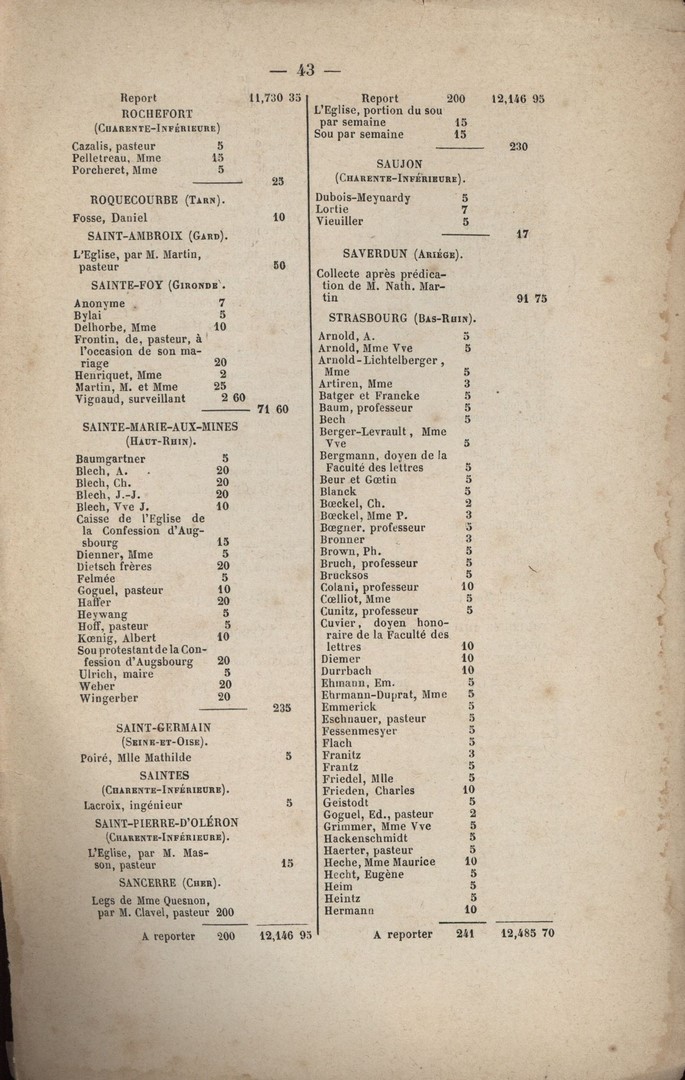 — 43 —
Report 11,730 35
ROCHEFORT
(CHARENTE-INFÉRIEURE)
Cazalis, pasteur 5
Pelletreau, Mme 15
Porcheret, Mme 5
25
ROQUECOURBE (TARN).
Fosse, Daniel 10
SAINT-AMBROIX (GARD).
L'Eglise, par M. Martin,
pasteur 50
SAINTE-FOY (GIRONDE).
Anonyme 7
Bylai 5
Delhorbe, Mme 10
Frontin, de, pasteur, à
l'occasion de son ma-
riage 20
Henriquet, Mme 2
Martin, M. et Mme 25
Vignaud, surveillant 2 60
71 60
SAINTE-MARIE-AUX-MINES
(HAUT-RHIN).
Baumgartner 5
Blech, A. 20
Blech, Ch. 20
Blech, J.-J. 20
Blech, Vve J. 10
Caisse de l'Eglise de
la Confession d'Aug-
sbourg 15
Dienner, Mme 5
Dietsch frères 20
Felmée 5
Goguel, pasteur 10
Haffer 20
Heywang 5
Hoff, pasteur 5
Kœnig, Albert 10
Sou protestant de la Con-
fession d'Augsbourg 20
Ulrich, maire 5
Weber 20
Wingerber 20
235
SAINT-GERMAIN
(SEINE-ET-OISE).
Poiré, Mlle Mathilde 5
SAINTES
(CHARENTE-INFÉRIEURE).
Lacroix, ingénieur 5
SAINT-PIERRE-D'OLÉRON
(CHARENTE-INFÉRIEURE).
L'Eglise, par M. Mas-
son, pasteur 15
SANCERRE (CHER).
Legs de Mme Quesnon,
par M. Clavel, pasteur 200
A reporter 200 12,146 95
Report 200 12,146 95
L'Eglise, portion du sou
par semaine 15
Sou par semaine 15
230
SAUJON
(CHARENTE-INFÉRIEURE).
Dubois-Meynardy 5
Lortie 7
Vieuiller 5
17
SAVERDUN (ARIÉGE).
Collecte après prédica-
tion de M. Nath. Mar-
tin 91 75
STRASBOURG (BAS-RHIN).
Arnold, A. 5
Arnold, Mme Vve 5
Arnold-Lichtelberger,
Mme 5
Artiren, Mme 3
Batger et Francke 5
Baum, professeur 5
Bech 5
Berger-Levrault, Mme
Vve 5
Bergmann, doyen de la
Faculté des lettres 5
Beur et Gœtin 5
Blanck 5
Bœckel, Ch. 2
Bœckel, Mme P. 3
Bœgner, professeur 5
Bronner 3
Brown, Ph. 5
Bruch, professeur 5
Brucksos 5
Colani, professeur 10
Cœlliot, Mme 5
Cunitz, professeur 5
Cuvier, doyen hono-
raire de la Faculté des
lettres 10
Diemer 10
Durrbach 10
Ehmann, Em. 5
Ehrmann-Duprat, Mme 5
Emmerick 5
Eschnauer, pasteur 5
Fessenmesyer 5
Flach 5
Franitz 3
Frantz 5
Friedel, Mlle 5
Frieden, Charles 10
Geistodt 5
Goguel, Ed., pasteur 2
Grimmer, Mme Vve 5
Hackenschmidt 5
Haerter, pasteur 5
Heche, Mme Maurice 10
Hecht, Eugène 5
Heim 5
Heintz 5
Hermann 10
A reporter 241 12,485 70